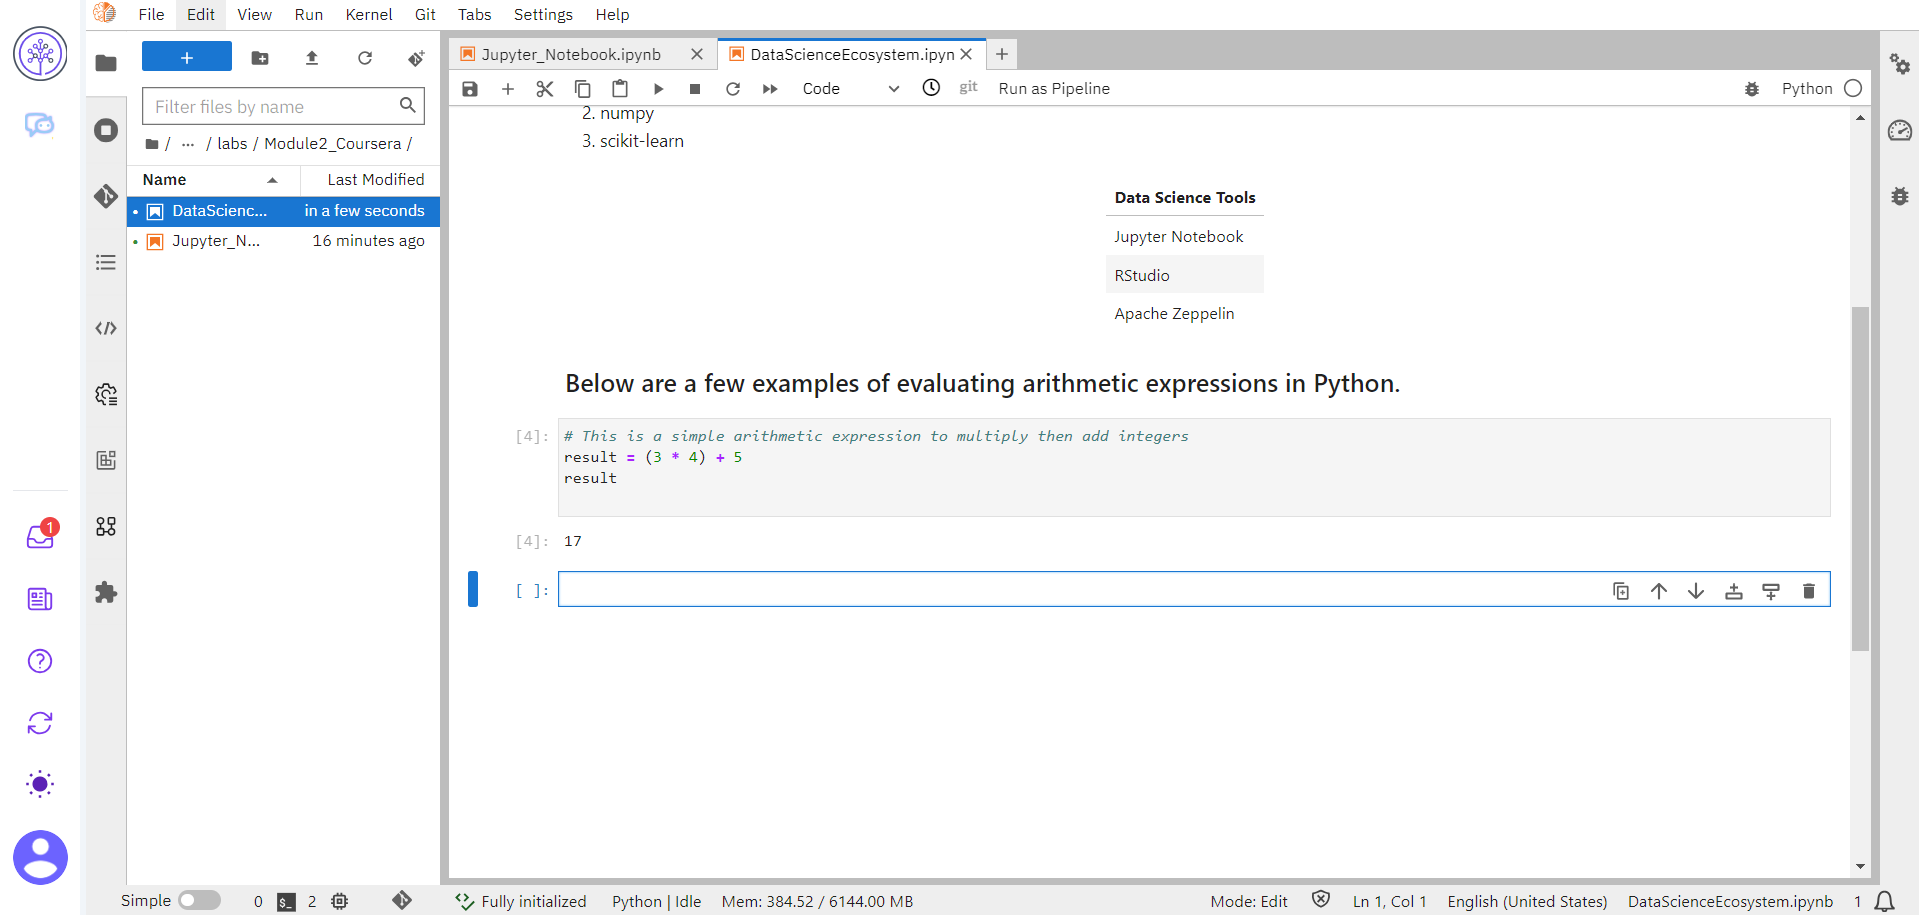 File Edit View Run Kernel Git Tabs Settings Help
+
Filter files by name
/ ... / labs / Module2_Coursera /
Name Last Modified
DataScienc... in a few seconds
Jupyter_N... 16 minutes ago
Jupyter_Notebook.ipynb
DataScienceEcosystem.ipyn
Code git Run as Pipeline Python
2. numpy
3. scikit-learn
Data Science Tools
Jupyter Notebook
RStudio
Apache Zeppelin
Below are a few examples of evaluating arithmetic expressions in Python.
[4]: # This is a simple arithmetic expression to multiply then add integers
result = (3 * 4) + 5
result
[4]: 17
[ ]:
1
Simple 0 $_ 2 Fully initialized Python | Idle Mem: 384.52 / 6144.00 MB Mode: Edit Ln 1, Col 1 English (United States) DataScienceEcosystem.ipynb 1